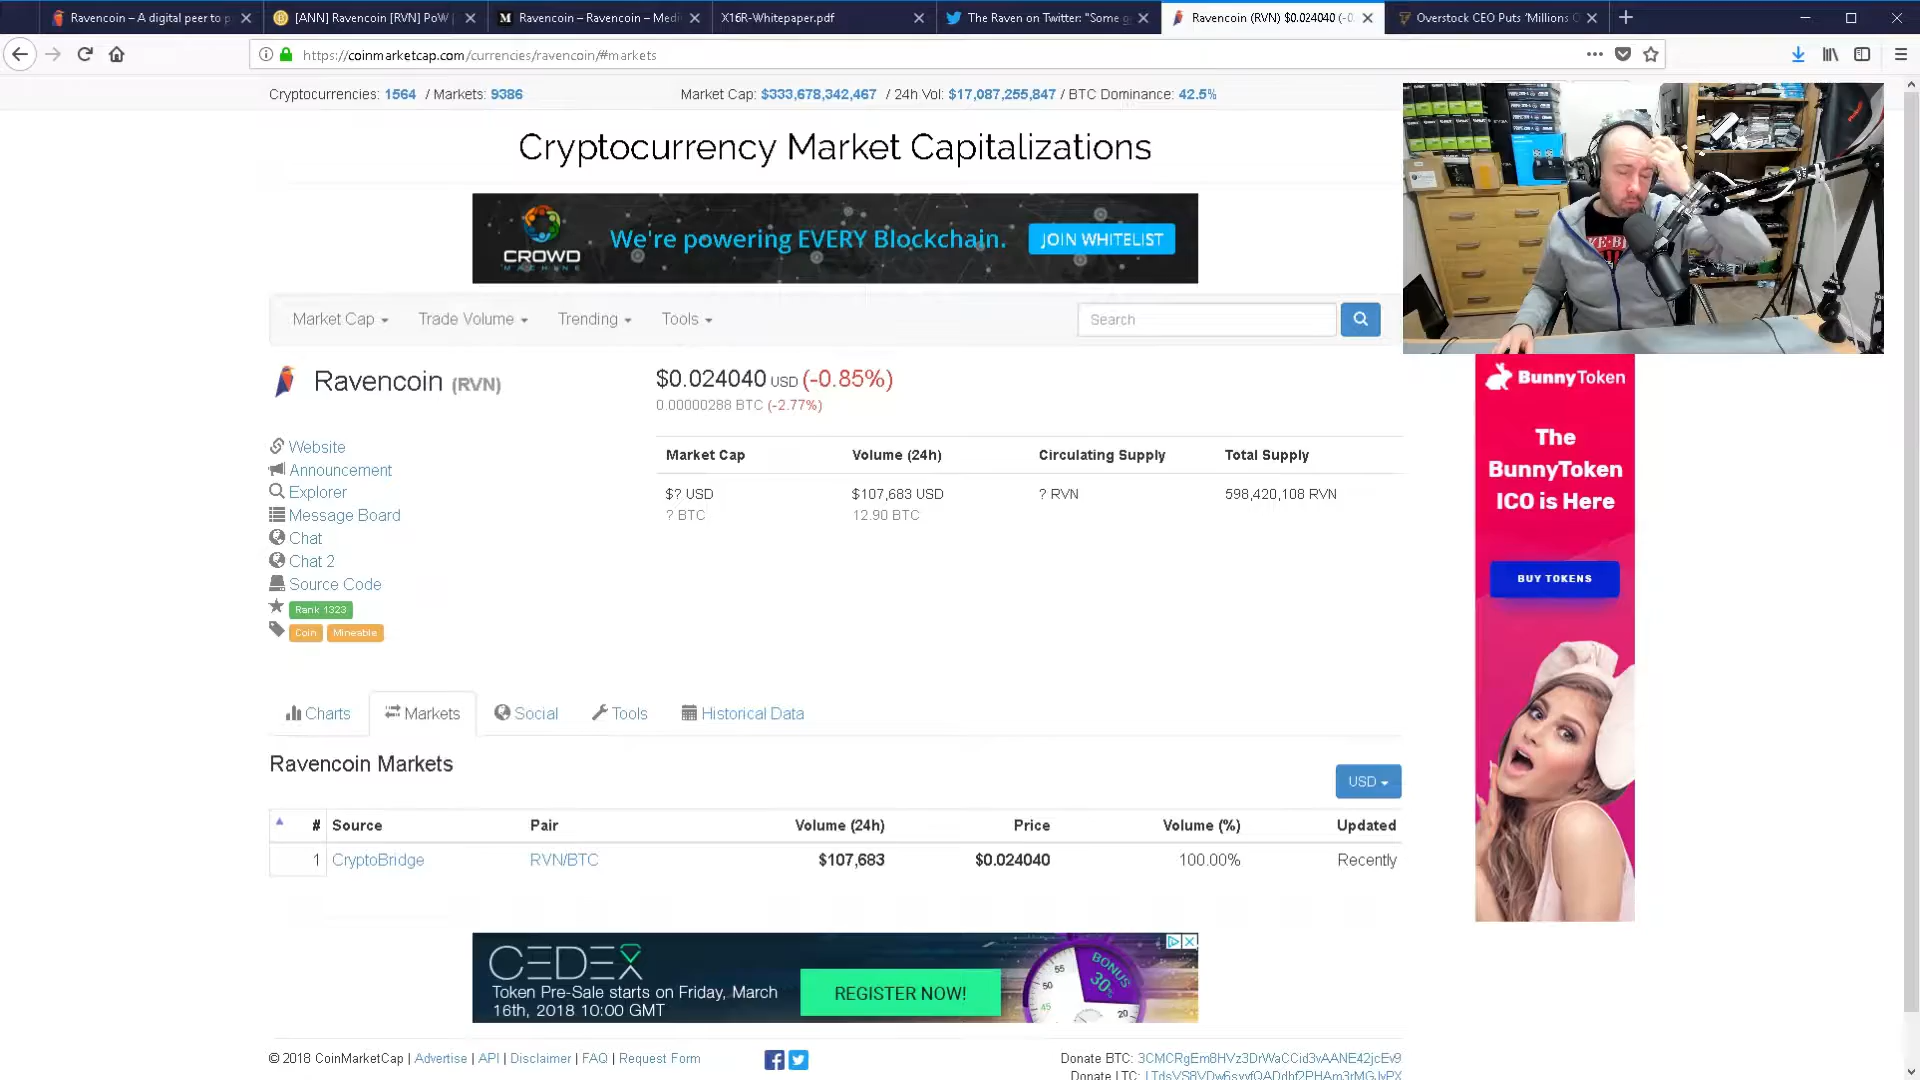 Ravencoin – A digital peer to p
[ANN] Ravencoin [RVN] PoW
Ravencoin – Ravencoin – Medi
X16R-Whitepaper.pdf
The Raven on Twitter: "Some g
Ravencoin (RVN) $0.024040 (-0.
Overstock CEO Puts 'Millions O
https://coinmarketcap.com/currencies/ravencoin/#markets
Cryptocurrencies: 1564 / Markets: 9386
Market Cap: $333,678,342,467 / 24h Vol: $17,087,255,847 / BTC Dominance: 42.5%
Cryptocurrency Market Capitalizations
CROWD
MACHINE
We're powering EVERY Blockchain.
JOIN WHITELIST
Market Cap
Trade Volume
Trending
Tools
Search
Ravencoin (RVN)
$0.024040 USD (-0.85%)
0.00000288 BTC (-2.77%)
Website
Announcement
Explorer
Message Board
Chat
Chat 2
Source Code
Rank 1323
Coin Mineable
Market Cap Volume (24h) Circulating Supply Total Supply
$? USD $107,683 USD ? RVN 598,420,108 RVN
? BTC 12.90 BTC
BunnyToken
The
BunnyToken
ICO is Here
BUY TOKENS
Charts Markets Social Tools Historical Data
Ravencoin Markets
USD
# Source Pair Volume (24h) Price Volume (%) Updated
1 CryptoBridge RVN/BTC $107,683 $0.024040 100.00% Recently
CEDEX
Token Pre-Sale starts on Friday, March
16th, 2018 10:00 GMT
REGISTER NOW!
BONUS
30%
55
50
45
20
© 2018 CoinMarketCap | Advertise | API | Disclaimer | FAQ | Request Form
Donate BTC: 3CMCRgEm8HVz3DrWaCCid3vAANE42jcEv9